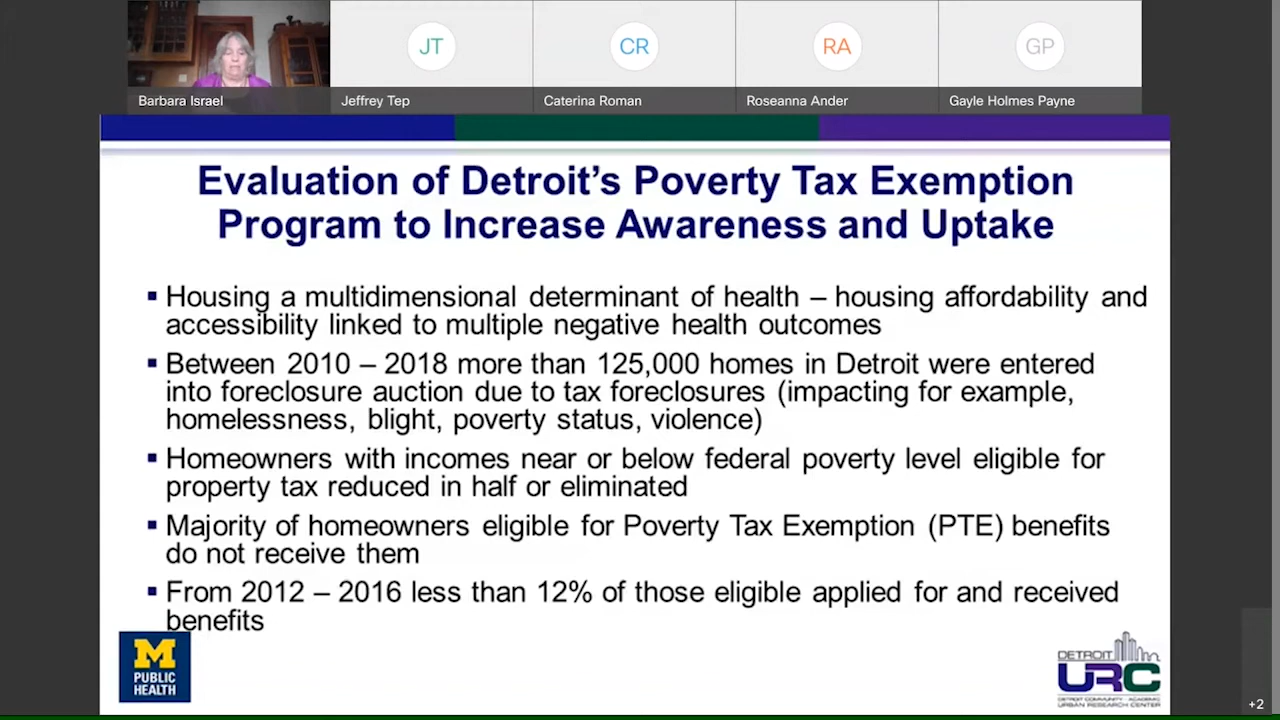 JT
CR
RA
GP
Barbara Israel
Jeffrey Tep
Caterina Roman
Roseanna Ander
Gayle Holmes Payne
Evaluation of Detroit’s Poverty Tax Exemption
Program to Increase Awareness and Uptake
Housing a multidimensional determinant of health – housing affordability and
accessibility linked to multiple negative health outcomes
Between 2010 – 2018 more than 125,000 homes in Detroit were entered
into foreclosure auction due to tax foreclosures (impacting for example,
homelessness, blight, poverty status, violence)
Homeowners with incomes near or below federal poverty level eligible for
property tax reduced in half or eliminated
Majority of homeowners eligible for Poverty Tax Exemption (PTE) benefits
do not receive them
From 2012 – 2016 less than 12% of those eligible applied for and received
benefits
M
PUBLIC
HEALTH
DETROIT
URC
DETROIT COMMUNITY - ACADEMIC
URBAN RESEARCH CENTER
+2